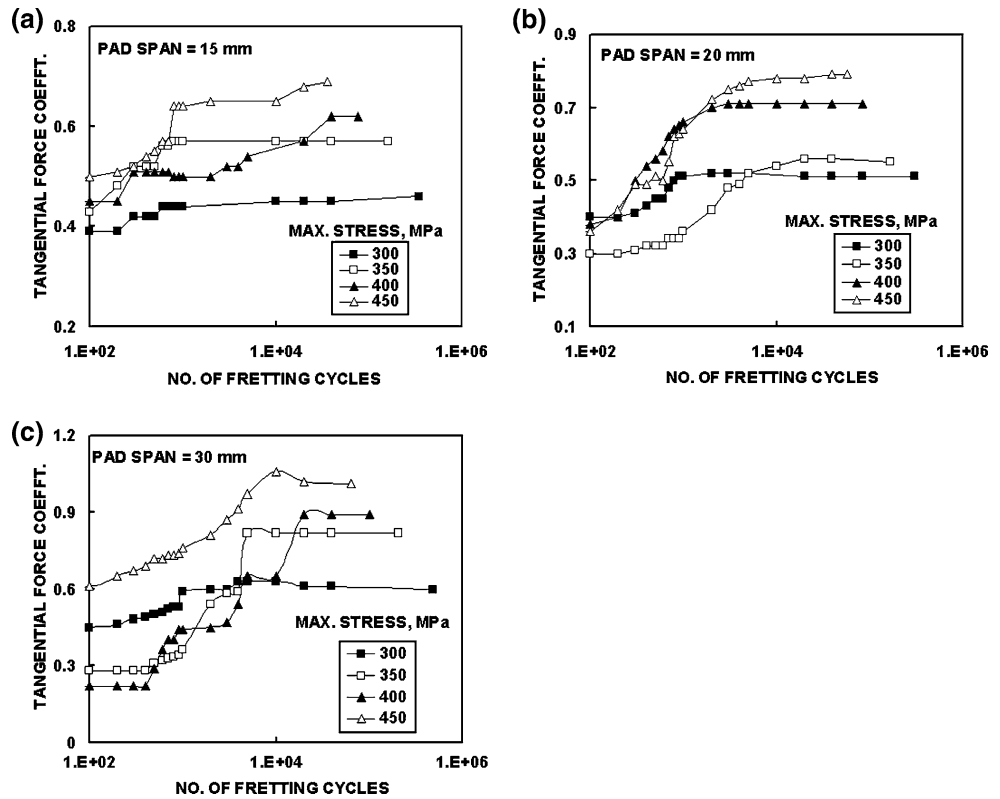 (a)
0.8
PAD SPAN = 15 mm
0.6
0.4
0.2
TANGENTIAL FORCE COEFFT.
MAX. STRESS, MPa
300
350
400
450
1.E+02
1.E+04
1.E+06
NO. OF FRETTING CYCLES
(b)
0.9
PAD SPAN = 20 mm
0.7
0.5
0.3
0.1
TANGENTIAL FORCE COEFFT.
MAX. STRESS, MPa
300
350
400
450
1.E+02
1.E+04
1.E+06
NO. OF FRETTING CYCLES
(c)
1.2
PAD SPAN = 30 mm
0.9
0.6
0.3
0
TANGENTIAL FORCE COEFFT.
MAX. STRESS, MPa
300
350
400
450
1.E+02
1.E+04
1.E+06
NO. OF FRETTING CYCLES